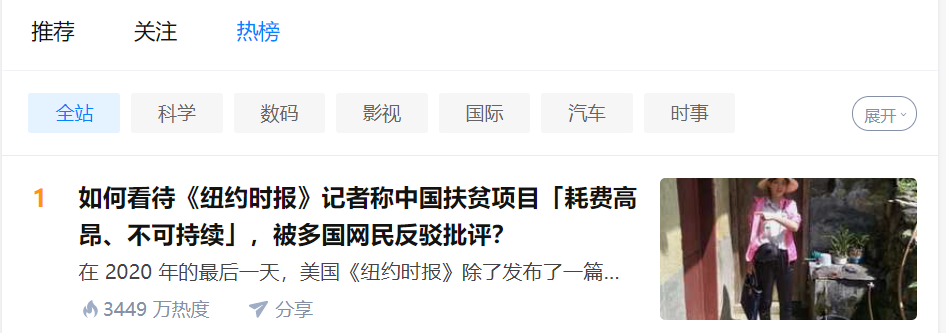 推荐 关注 热榜
全站 科学 数码 影视 国际 汽车 时事 展开
1 如何看待《纽约时报》记者称中国扶贫项目「耗费高
昂、不可持续」，被多国网民反驳批评？
在 2020 年的最后一天，美国《纽约时报》除了发布了一篇...
3449 万热度 分享